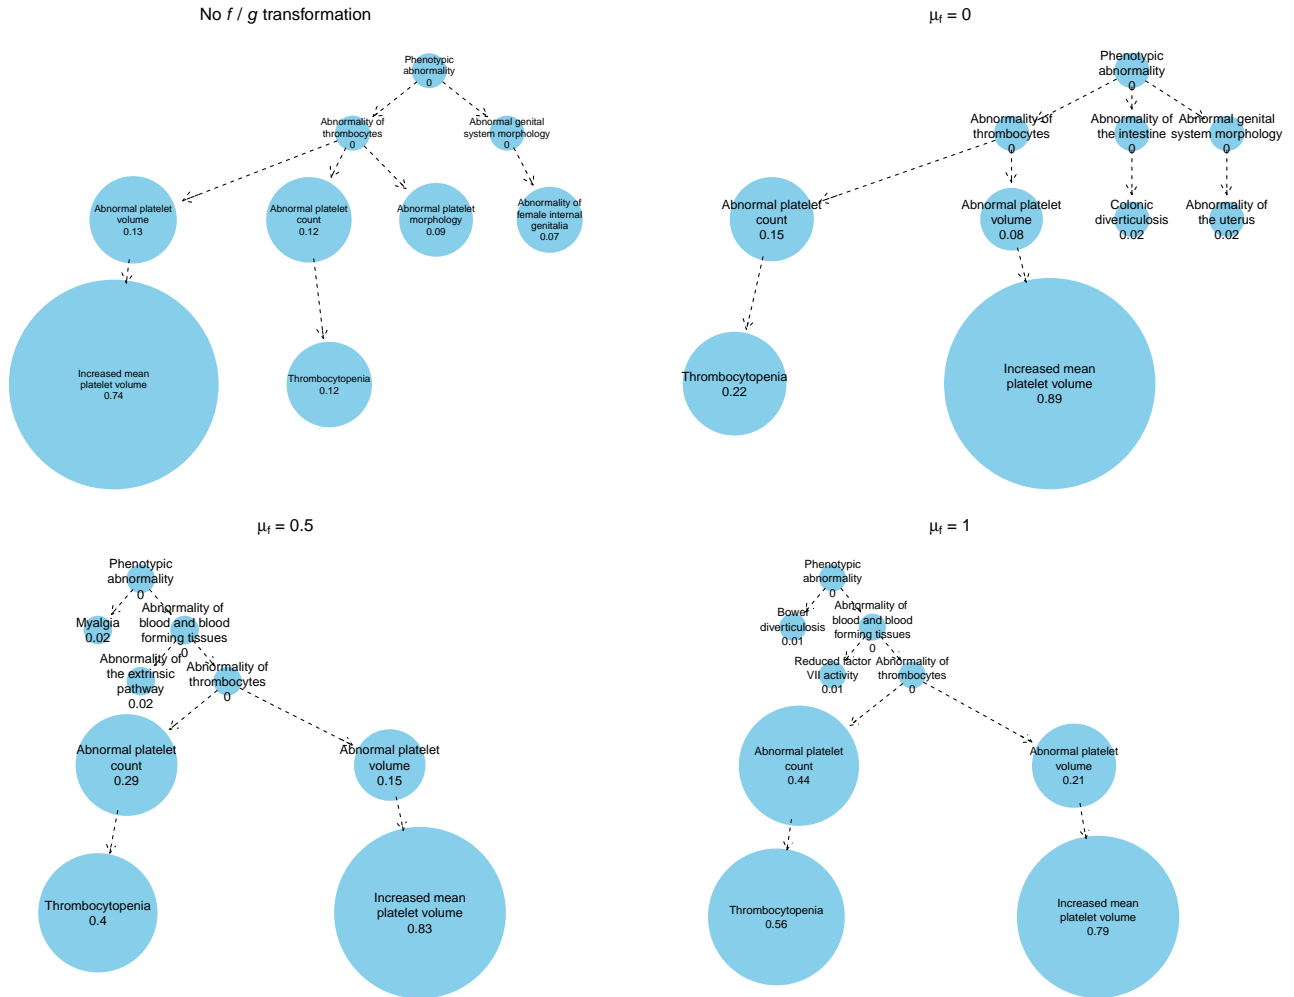 No f / g transformation
Phenotypic
abnormality
0
Abnormality of
thrombocytes
0
Abnormal genital
system morphology
0
Abnormal platelet
volume
0.13
Abnormal platelet
count
0.12
Abnormal platelet
morphology
0.09
Abnormality of
female internal
genitalia
0.07
Increased mean
platelet volume
0.74
Thrombocytopenia
0.12
μf = 0
Phenotypic
abnormality
0
Abnormality of
thrombocytes
0
Abnormality of
the intestine
0
Abnormal genital
system morphology
0
Abnormal platelet
count
0.15
Abnormal platelet
volume
0.08
Colonic
diverticulosis
0.02
Abnormality of
the uterus
0.02
Thrombocytopenia
0.22
Increased mean
platelet volume
0.89
μf = 0.5
Phenotypic
abnormality
0
Myalgia
0.02
Abnormality of
blood and blood
forming tissues
0
Abnormality of
the extrinsic
pathway
0.02
Abnormality of
thrombocytes
0
Abnormal platelet
count
0.29
Abnormal platelet
volume
0.15
Thrombocytopenia
0.4
Increased mean
platelet volume
0.83
μf = 1
Phenotypic
abnormality
0
Bowel
diverticulosis
0.01
Abnormality of
blood and blood
forming tissues
0
Reduced factor
VII activity
0.01
Abnormality of
thrombocytes
0
Abnormal platelet
count
0.44
Abnormal platelet
volume
0.21
Thrombocytopenia
0.56
Increased mean
platelet volume
0.79